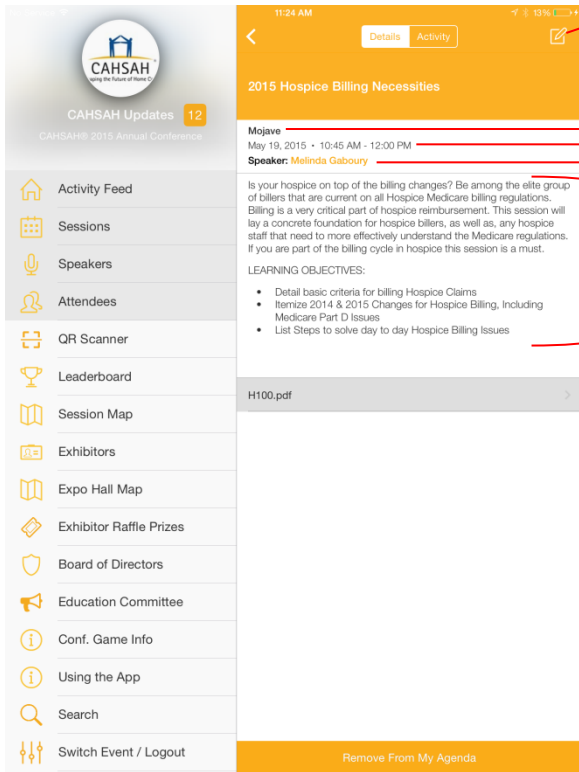 CAHSAH
aping the Future of Home C
CAHSAH Updates 12
CAHSAH® 2015 Annual Conference
Activity Feed
Sessions
Speakers
Attendees
QR Scanner
Leaderboard
Session Map
Exhibitors
Expo Hall Map
Exhibitor Raffle Prizes
Board of Directors
Education Committee
Conf. Game Info
Using the App
Search
Switch Event / Logout
11:24 AM
13%
Details Activity
2015 Hospice Billing Necessities
Mojave
May 19, 2015 • 10:45 AM - 12:00 PM
Speaker: Melinda Gaboury
Is your hospice on top of the billing changes? Be among the elite group
of billers that are current on all Hospice Medicare billing regulations.
Billing is a very critical part of hospice reimbursement. This session will
lay a concrete foundation for hospice billers, as well as, any hospice
staff that need to more effectively understand the Medicare regulations.
If you are part of the billing cycle in hospice this session is a must.
LEARNING OBJECTIVES:
• Detail basic criteria for billing Hospice Claims
• Itemize 2014 & 2015 Changes for Hospice Billing, Including
Medicare Part D Issues
• List Steps to solve day to day Hospice Billing Issues
H100.pdf
Remove From My Agenda